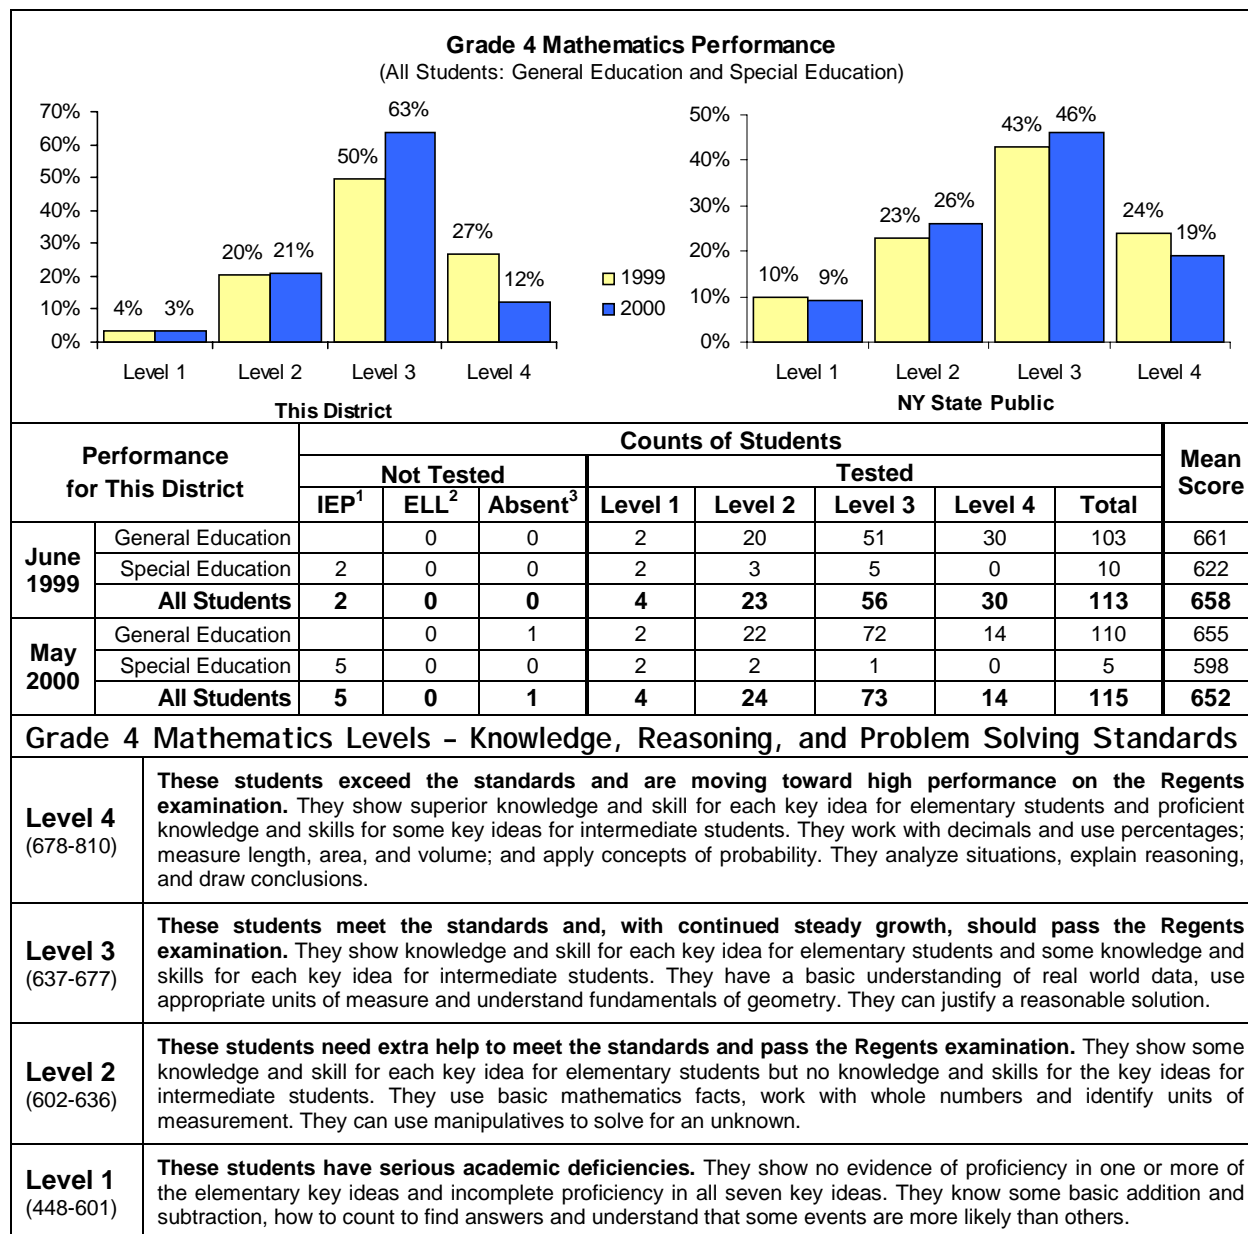 Grade 4 Mathematics Performance
(All Students: General Education and Special Education)
70%
60%
50%
40%
30%
20%
10%
0%
4%
3%
20%
21%
50%
63%
27%
12%
Level 1
Level 2
Level 3
Level 4
This District
1999
2000
50%
40%
30%
20%
10%
0%
10%
9%
23%
26%
43%
46%
24%
19%
Level 1
Level 2
Level 3
Level 4
NY State Public
Performance for This District
Counts of Students
Mean Score
Not Tested
Tested
IEP1 ELL2 Absent3 Level 1 Level 2 Level 3 Level 4 Total
June 1999
General Education 0 0 2 20 51 30 103 661
Special Education 2 0 0 2 3 5 0 10 622
All Students 2 0 0 4 23 56 30 113 658
May 2000
General Education 0 1 2 22 72 14 110 655
Special Education 5 0 0 2 2 1 0 5 598
All Students 5 0 1 4 24 73 14 115 652
Grade 4 Mathematics Levels – Knowledge, Reasoning, and Problem Solving Standards
Level 4
(678-810)
These students exceed the standards and are moving toward high performance on the Regents
examination. They show superior knowledge and skill for each key idea for elementary students and proficient
knowledge and skills for some key ideas for intermediate students. They work with decimals and use percentages;
measure length, area, and volume; and apply concepts of probability. They analyze situations, explain reasoning,
and draw conclusions.
Level 3
(637-677)
These students meet the standards and, with continued steady growth, should pass the Regents
examination. They show knowledge and skill for each key idea for elementary students and some knowledge and
skills for each key idea for intermediate students. They have a basic understanding of real world data, use
appropriate units of measure and understand fundamentals of geometry. They can justify a reasonable solution.
Level 2
(602-636)
These students need extra help to meet the standards and pass the Regents examination. They show some
knowledge and skill for each key idea for elementary students but no knowledge and skills for the key ideas for
intermediate students. They use basic mathematics facts, work with whole numbers and identify units of
measurement. They can use manipulatives to solve for an unknown.
Level 1
(448-601)
These students have serious academic deficiencies. They show no evidence of proficiency in one or more of
the elementary key ideas and incomplete proficiency in all seven key ideas. They know some basic addition and
subtraction, how to count to find answers and understand that some events are more likely than others.